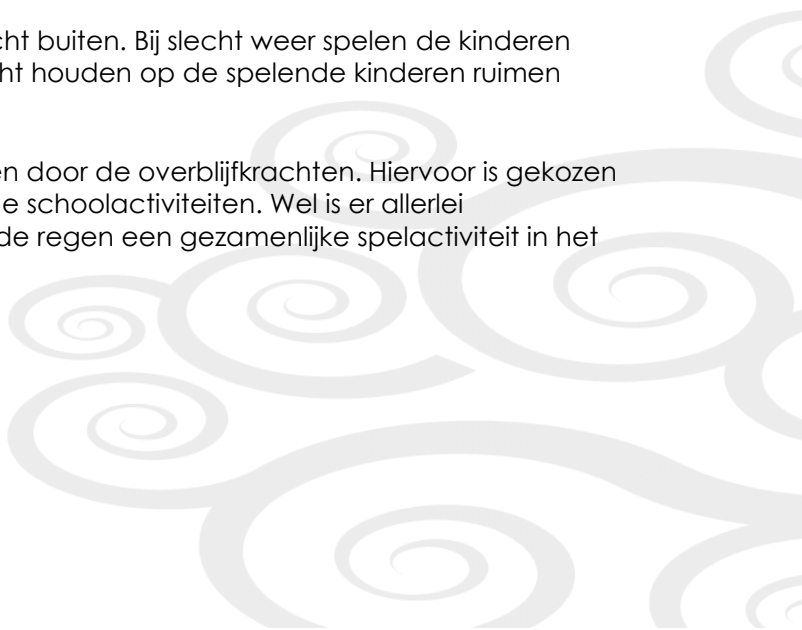 cht buiten. Bij slecht weer spelen de kinderen
ht houden op de spelende kinderen ruimen
en door de overblijfkrachten. Hiervoor is gekozen
e schoolactiviteiten. Wel is er allerlei
de regen een gezamenlijke spelactiviteit in het